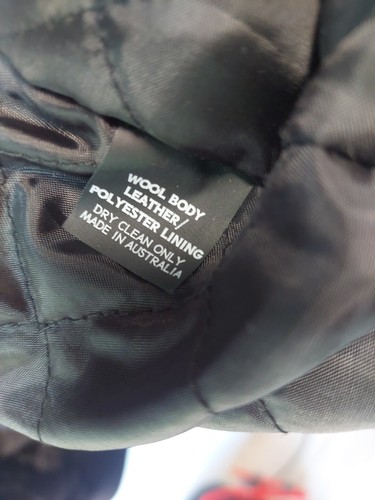 WOOL BODY
LEATHER/
POLYESTER LINING
DRY CLEAN ONLY
MADE IN AUSTRALIA